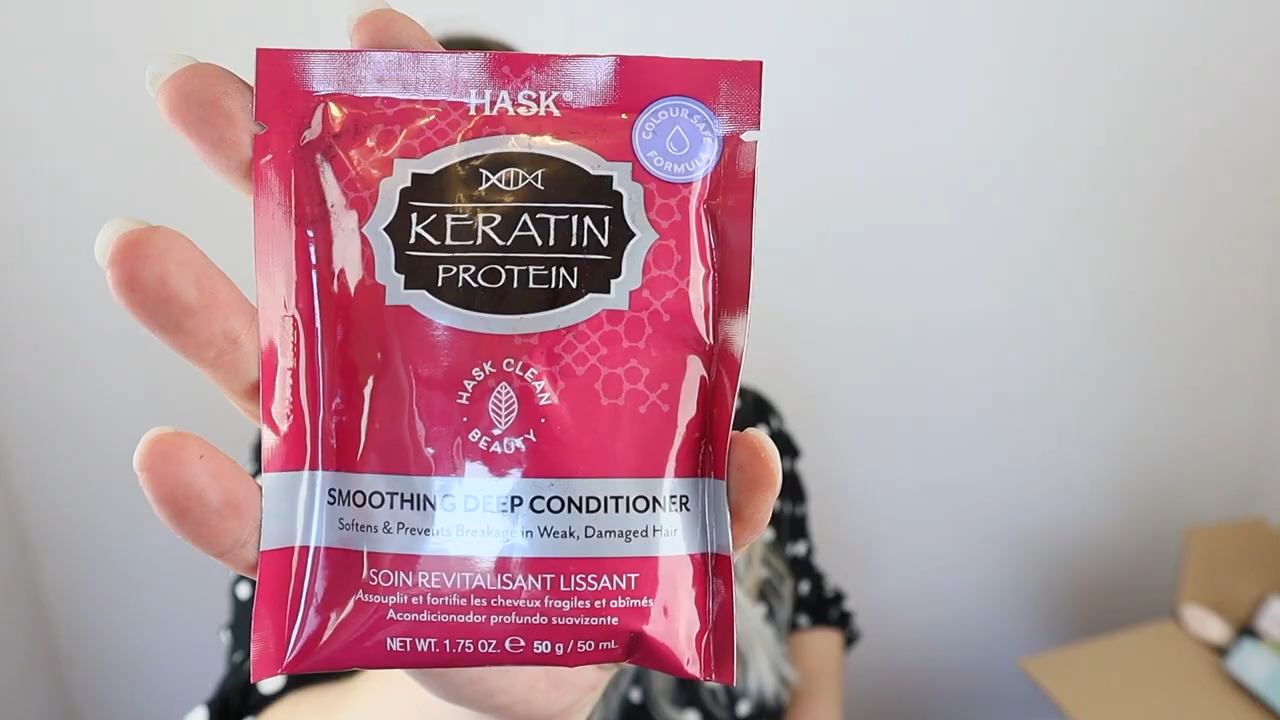 HASK®
COLOUR SAFE
FORMULA
KERATIN
PROTEIN
HASK CLEAN
BEAUTY
SMOOTHING DEEP CONDITIONER
Softens & Prevents Breakage in Weak, Damaged Hair
SOIN REVITALISANT LISSANT
Assouplit et fortifie les cheveux fragiles et abîmés
Acondicionador profundo suavizante
NET WT. 1.75 OZ. ℮ 50 g / 50 mL